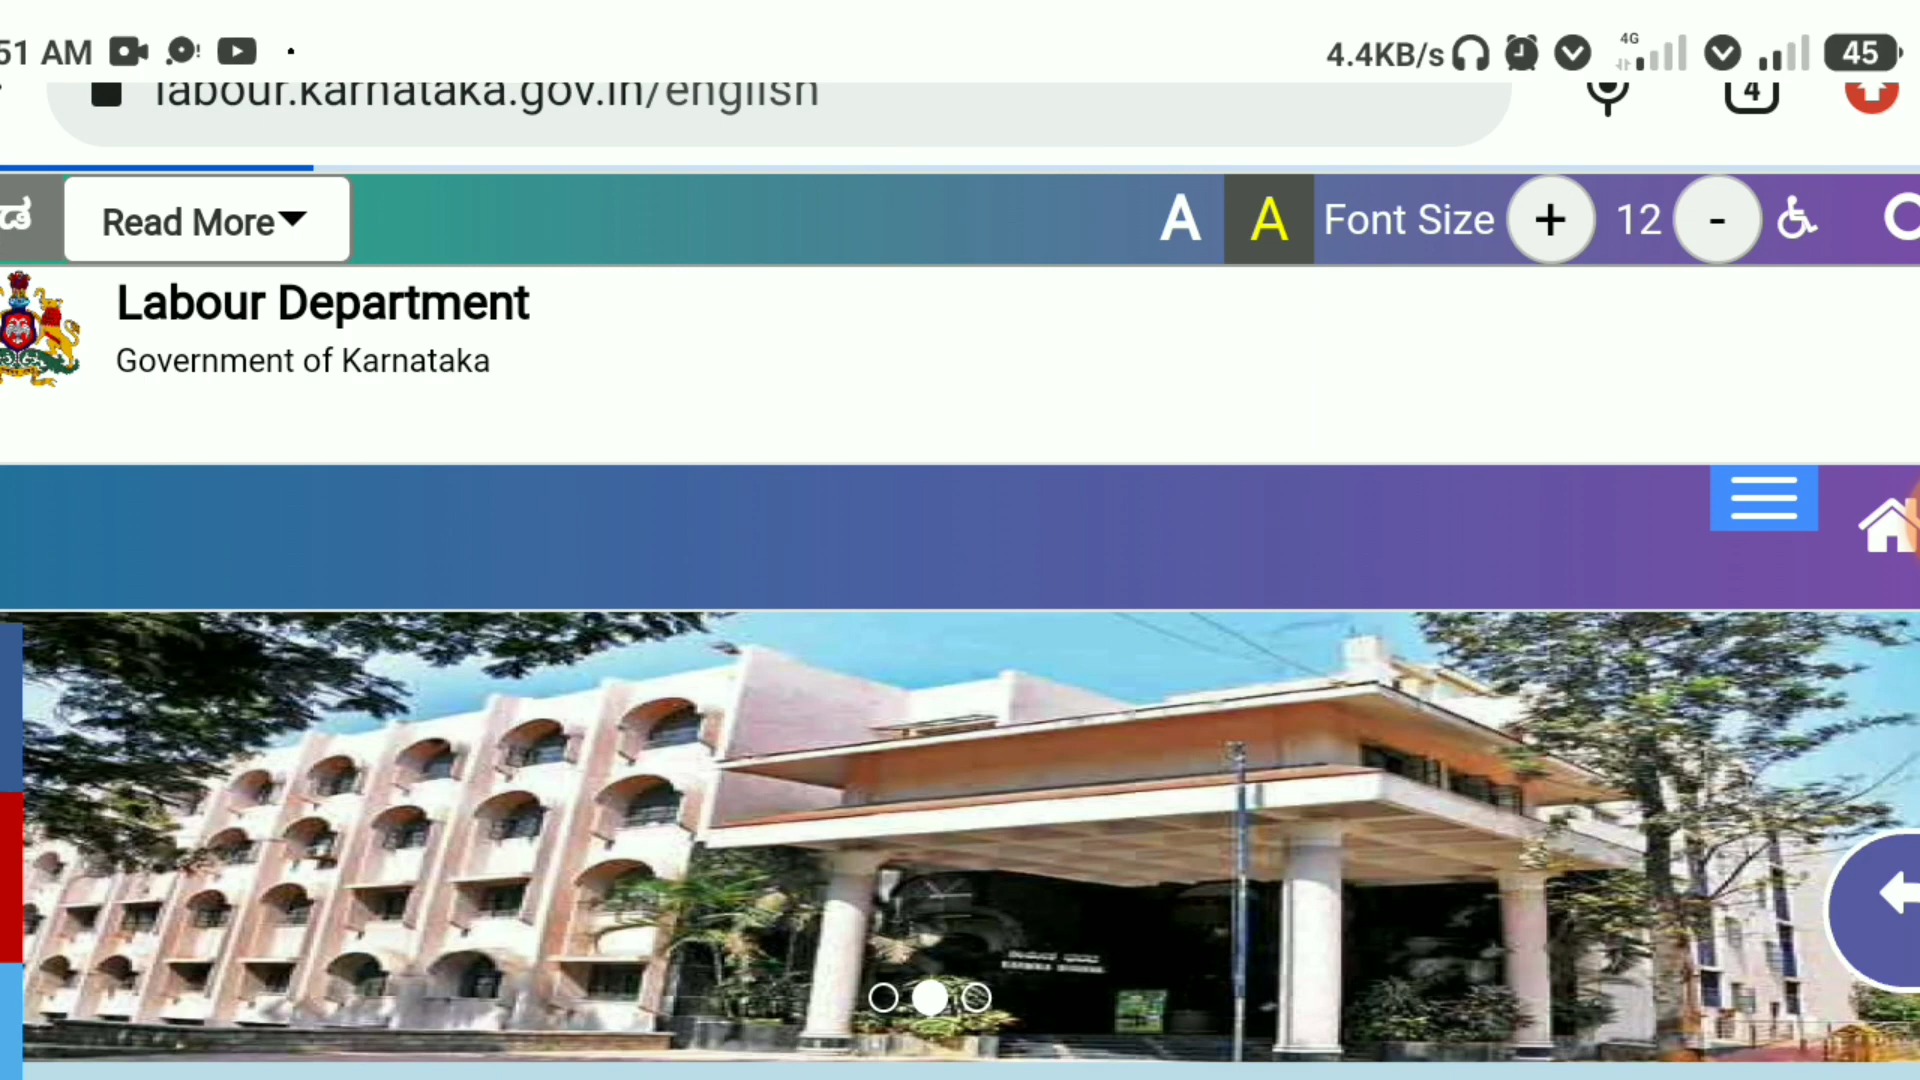 51 AM
4.4KB/s
4G
45
labour.karnataka.gov.in/english
4
ಡ
Read More
A
A
Font Size
+
12
-
Labour Department
Government of Karnataka